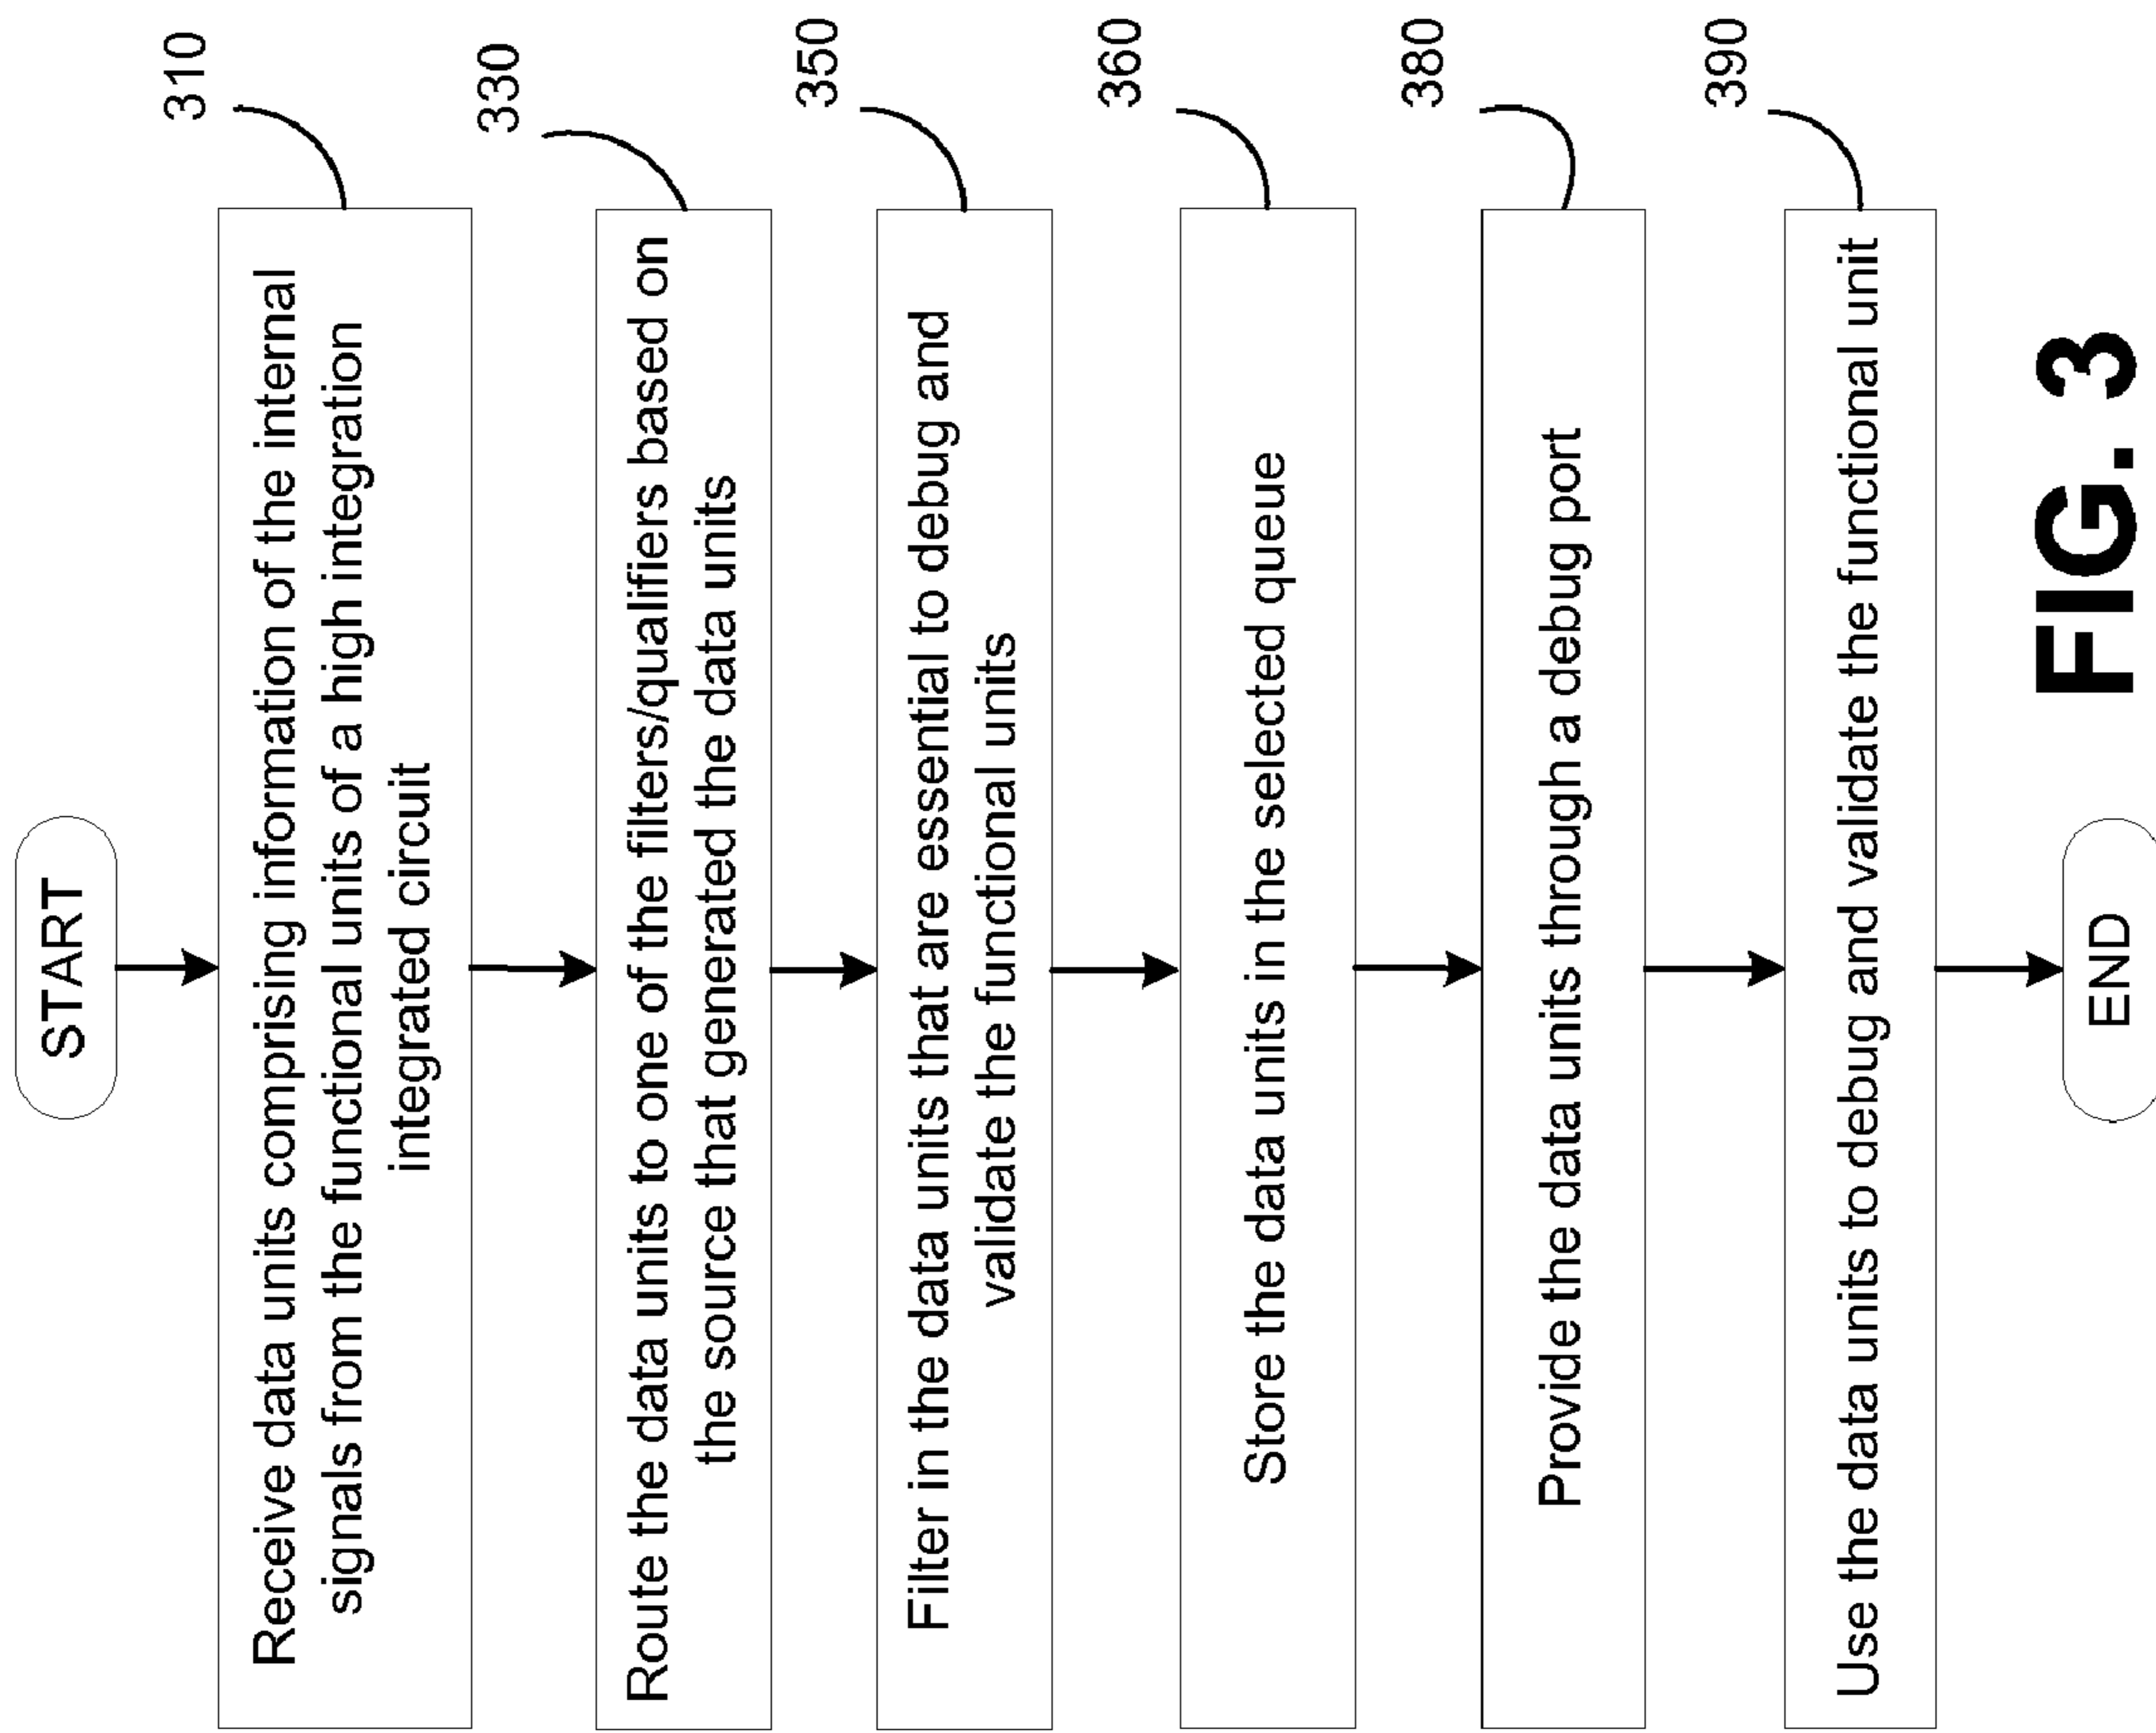 START
310
Receive data units comprising information of the internal
signals from the functional units of a high integration
integrated circuit
330
Route the data units to one of the filters/qualifiers based on
the source that generated the data units
350
Filter in the data units that are essential to debug and
validate the functional units
360
Store the data units in the selected queue
380
Provide the data units through a debug port
390
Use the data units to debug and validate the functional unit
END
FIG. 3